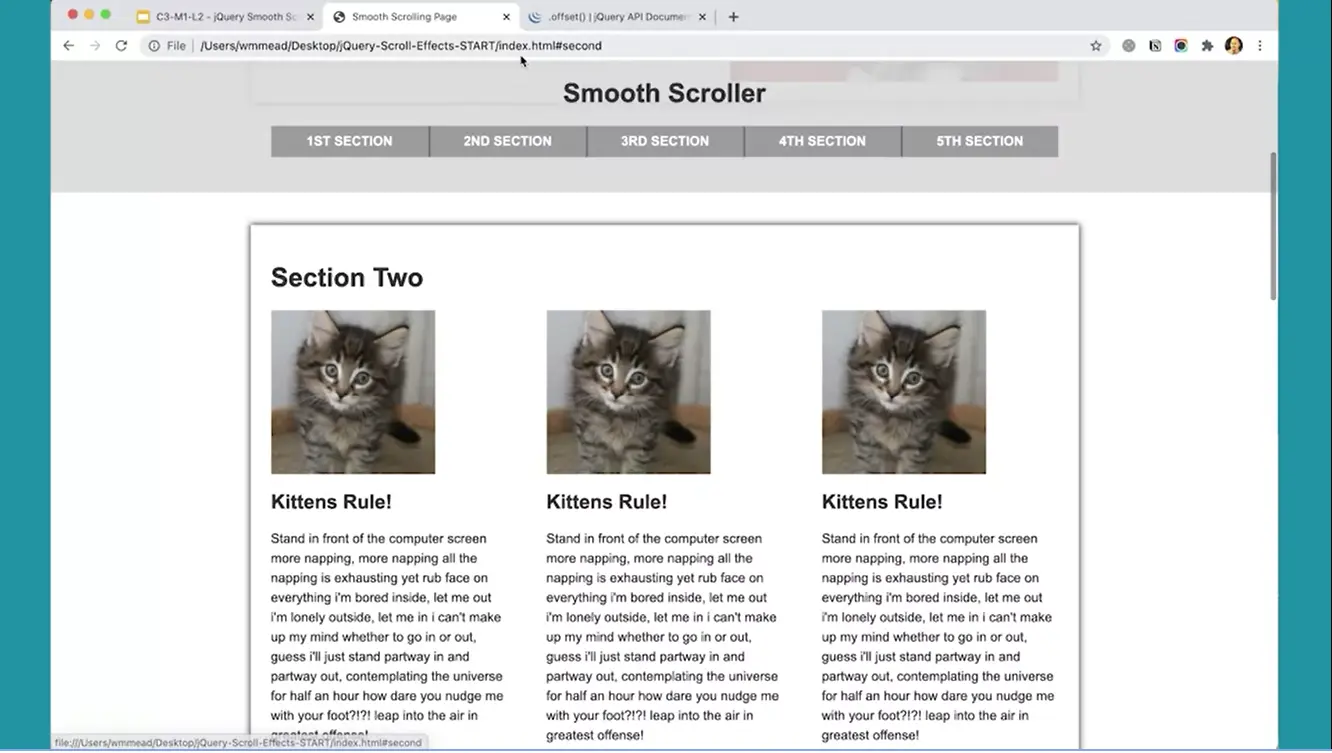 C3-M1-L2 - jQuery Smooth Sc
Smooth Scrolling Page
.offset() | jQuery API Documen
File
/Users/wmmead/Desktop/jQuery-Scroll-Effects-START/index.html#second
Smooth Scroller
1ST SECTION
2ND SECTION
3RD SECTION
4TH SECTION
5TH SECTION
Section Two
Kittens Rule!
Stand in front of the computer screen
more napping, more napping all the
napping is exhausting yet rub face on
everything i'm bored inside, let me out
i'm lonely outside, let me in i can't make
up my mind whether to go in or out,
guess i'll just stand partway in and
partway out, contemplating the universe
for half an hour how dare you nudge me
with your foot?!?! leap into the air in
greatest offense!
Kittens Rule!
Stand in front of the computer screen
more napping, more napping all the
napping is exhausting yet rub face on
everything i'm bored inside, let me out
i'm lonely outside, let me in i can't make
up my mind whether to go in or out,
guess i'll just stand partway in and
partway out, contemplating the universe
for half an hour how dare you nudge me
with your foot?!?! leap into the air in
greatest offense!
Kittens Rule!
Stand in front of the computer screen
more napping, more napping all the
napping is exhausting yet rub face on
everything i'm bored inside, let me out
i'm lonely outside, let me in i can't make
up my mind whether to go in or out,
guess i'll just stand partway in and
partway out, contemplating the universe
for half an hour how dare you nudge me
with your foot?!?! leap into the air in
greatest offense!
file:///Users/wmmead/Desktop/jQuery-Scroll-Effects-START/index.html#second